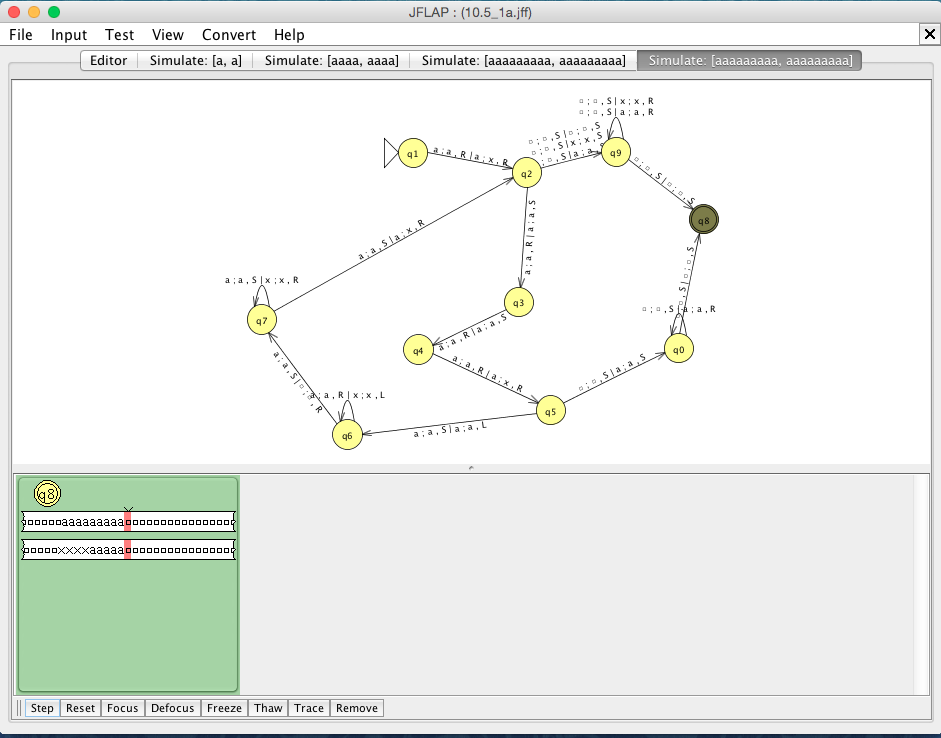 JFLAP : (10.5_1a.jff)
File Input Test View Convert Help
Editor Simulate: [a, a] Simulate: [aaaa, aaaa] Simulate: [aaaaaaaaa, aaaaaaaaa] Simulate: [aaaaaaaaa, aaaaaaaaa]
□;□,S|x;x,R
□;□,S|a;a,R
□;□,S|□;□,S
□;□,S|x;x,S
q1
a;a,R|a;x,R
q2
q9
□;□,S|□;□,S
q8
a;a,S|a;x,R
a;a,R|a;a,S
a;a,S|x;x,R
q7
q3
a;a,R|a;a,S
□;□,S|a;a,R
q4
q0
a;a,R|a;x,R
□;□,S|a;a,S
a;a,S|□;□,R
a;a,R|x;x,L
q5
a;a,S|a;a,L
q6
q8
□□□□□aaaaaaaaa□□□□□□□□□□□□□□□□
□□□□□xxxxaaaaa□□□□□□□□□□□□□□□□
Step Reset Focus Defocus Freeze Thaw Trace Remove